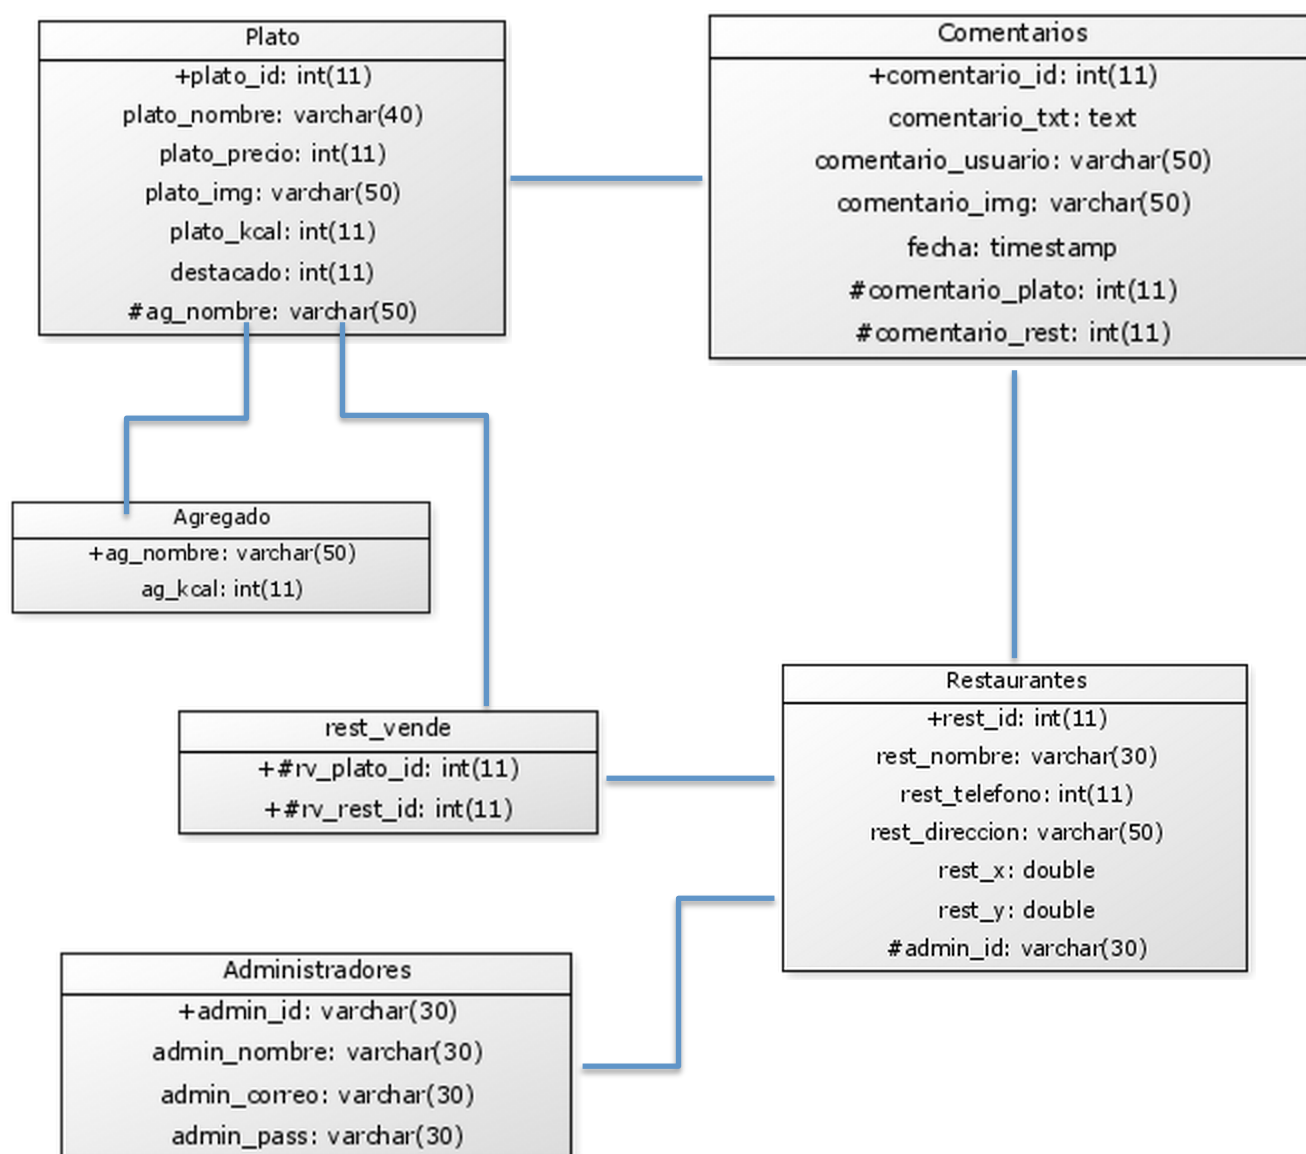 Plato
+plato_id: int(11)
plato_nombre: varchar(40)
plato_precio: int(11)
plato_img: varchar(50)
plato_kcal: int(11)
destacado: int(11)
#ag_nombre: varchar(50)
Comentarios
+comentario_id: int(11)
comentario_txt: text
comentario_usuario: varchar(50)
comentario_img: varchar(50)
fecha: timestamp
#comentario_plato: int(11)
#comentario_rest: int(11)
Agregado
+ag_nombre: varchar(50)
ag_kcal: int(11)
rest_vende
+#rv_plato_id: int(11)
+#rv_rest_id: int(11)
Restaurantes
+rest_id: int(11)
rest_nombre: varchar(30)
rest_telefono: int(11)
rest_direccion: varchar(50)
rest_x: double
rest_y: double
#admin_id: varchar(30)
Administradores
+admin_id: varchar(30)
admin_nombre: varchar(30)
admin_correo: varchar(30)
admin_pass: varchar(30)